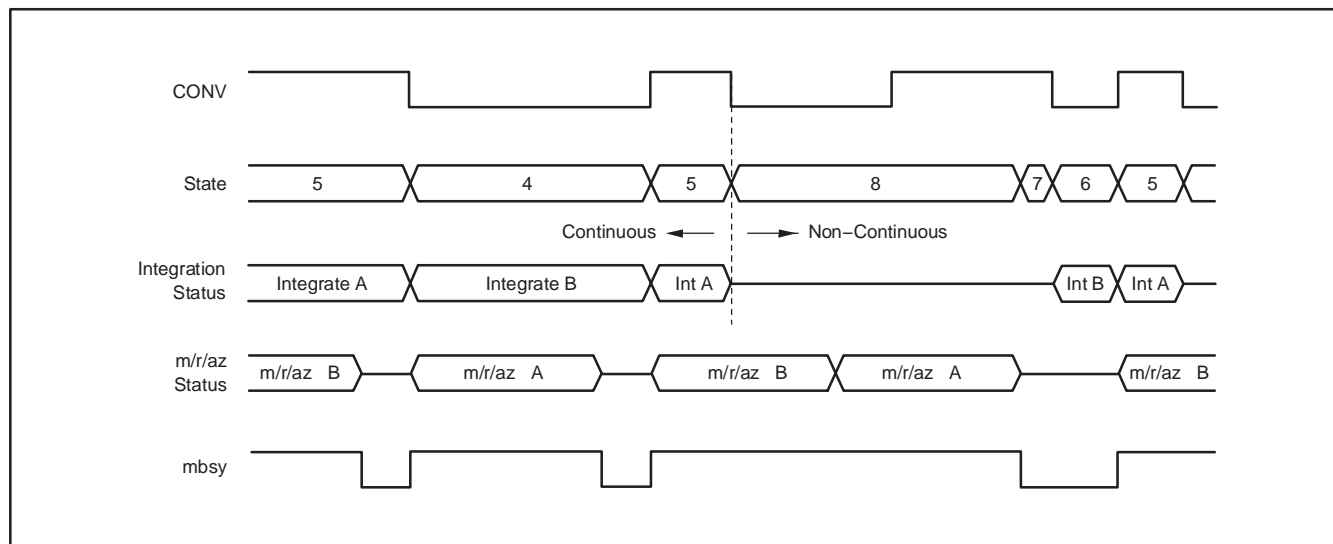 CONV
State
5
4
5
8
7
6
5
Continuous
Non−Continuous
Integration
Status
Integrate A
Integrate B
Int A
Int B
Int A
m/r/az
Status
m/r/az B
m/r/az A
m/r/az B
m/r/az A
m/r/az B
mbsy